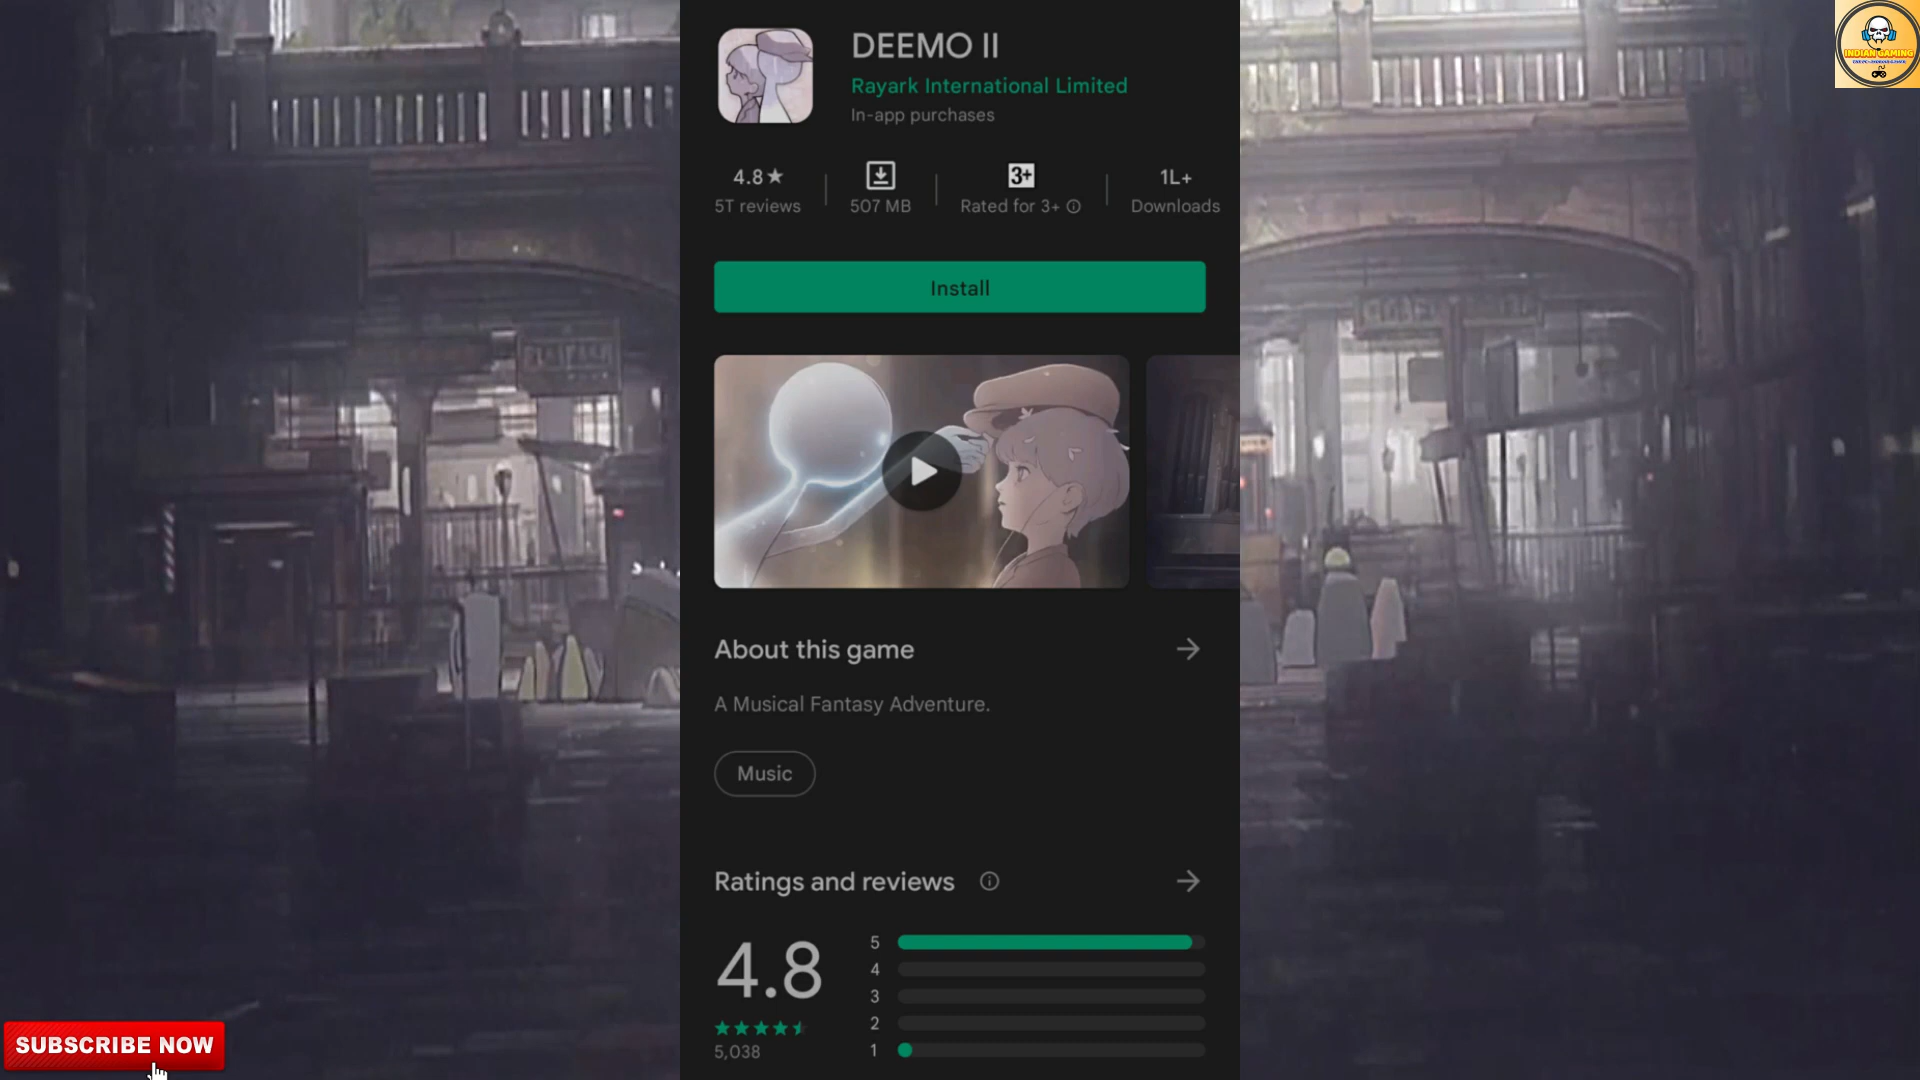 DEEMO II
Rayark International Limited
In-app purchases
4.8★
5T reviews
507 MB
3+
Rated for 3+
1L+
Downloads
Install
About this game
A Musical Fantasy Adventure.
Music
Ratings and reviews
4.8
5
4
3
2
1
5,038
INDIAN GAMING
SUBSCRIBE NOW